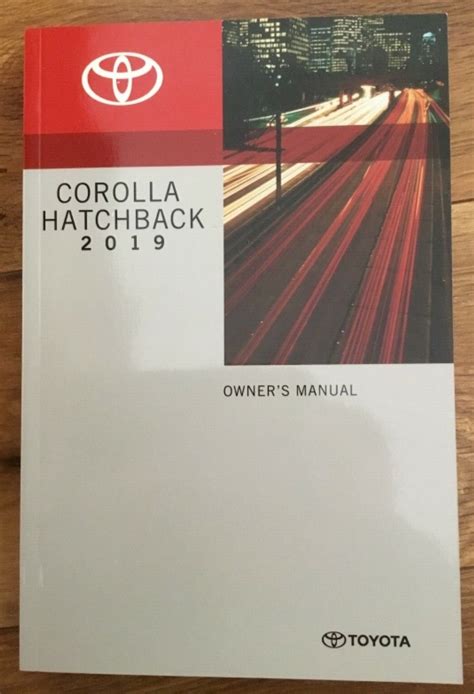 COROLLA
HATCHBACK
2019
OWNER'S MANUAL
TOYOTA